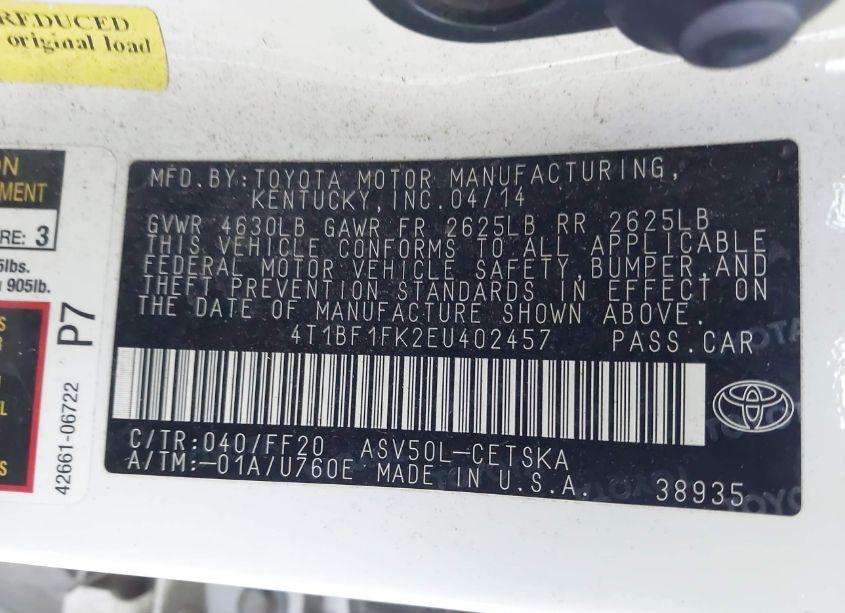 REDUCED
original load
ON
MENT
RE: 3
lbs.
905lb.
P7
42661-06722
MFD.BY:TOYOTA MOTOR MANUFACTURING,
KENTUCKY,INC.04/14
GVWR 4630LB GAWR FR 2625LB RR 2625LB
THIS VEHICLE CONFORMS TO ALL APPLICABLE
FEDERAL MOTOR VEHICLE SAFETY,BUMPER,AND
THEFT PREVENTION STANDARDS IN EFFECT ON
THE DATE OF MANUFACTURE SHOWN ABOVE.
4T1BF1FK2EU402457 PASS.CAR
C/TR:040/FF20 ASV50L-CETSKA
A/TM:-01A/U760E MADE IN U.S.A. 38935